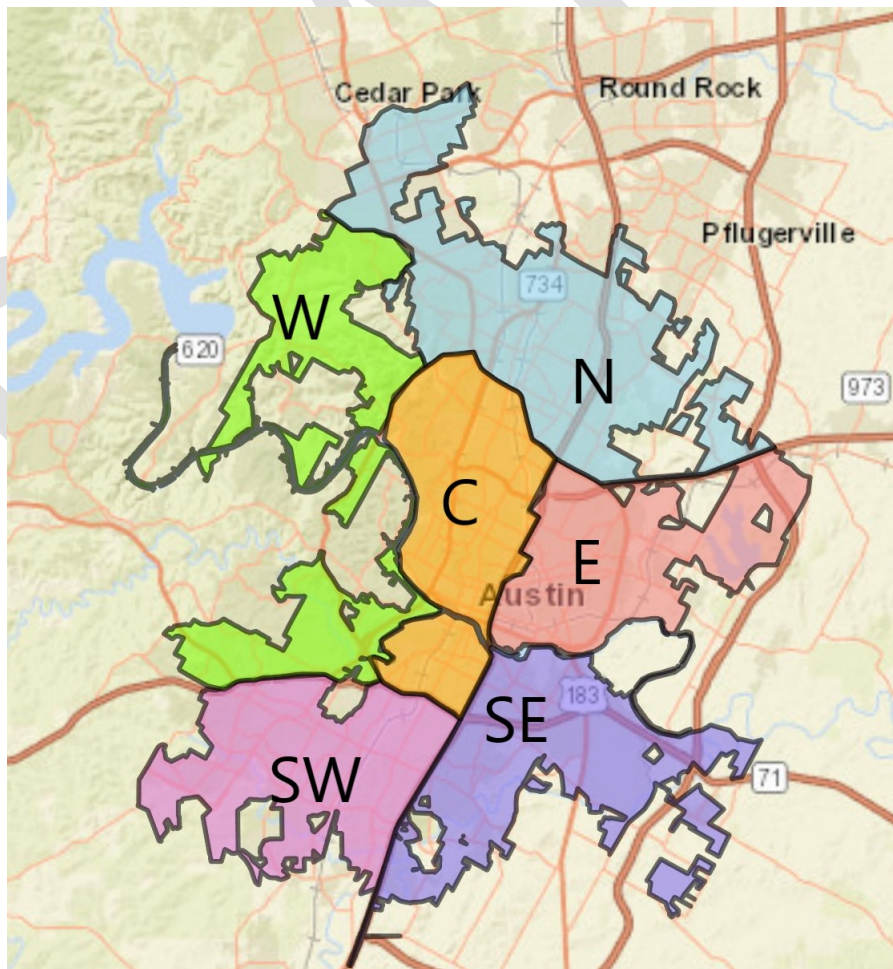 Cedar Park
Round Rock
Pflugerville
734
W
620
N
973
C
E
Austin
SE
183
SW
71